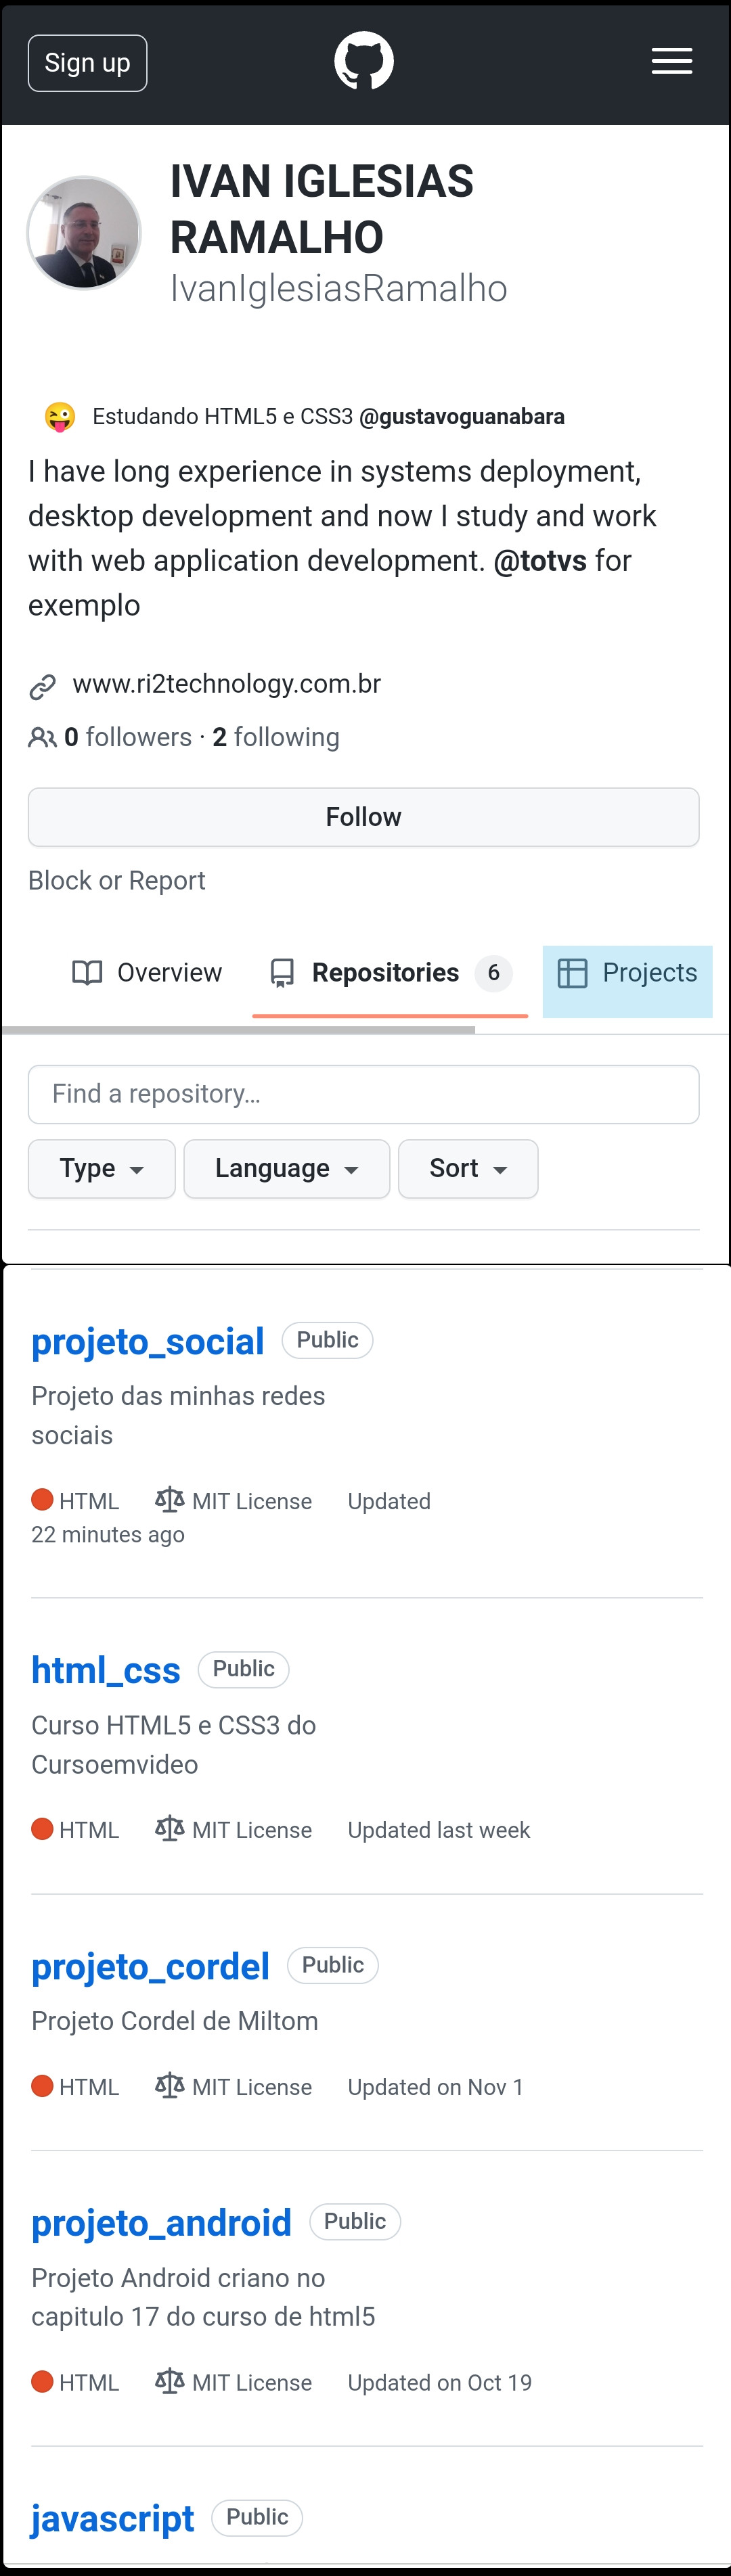 Sign up
IVAN IGLESIAS
RAMALHO
IvanIglesiasRamalho
Estudando HTML5 e CSS3 @gustavoguanabara
I have long experience in systems deployment,
desktop development and now I study and work
with web application development. @totvs for
exemplo
www.ri2technology.com.br
0 followers · 2 following
Follow
Block or Report
Overview Repositories 6 Projects
Find a repository...
Type Language Sort
projeto_social Public
Projeto das minhas redes
sociais
HTML MIT License Updated
22 minutes ago
html_css Public
Curso HTML5 e CSS3 do
Cursoemvideo
HTML MIT License Updated last week
projeto_cordel Public
Projeto Cordel de Miltom
HTML MIT License Updated on Nov 1
projeto_android Public
Projeto Android criano no
capitulo 17 do curso de html5
HTML MIT License Updated on Oct 19
javascript Public